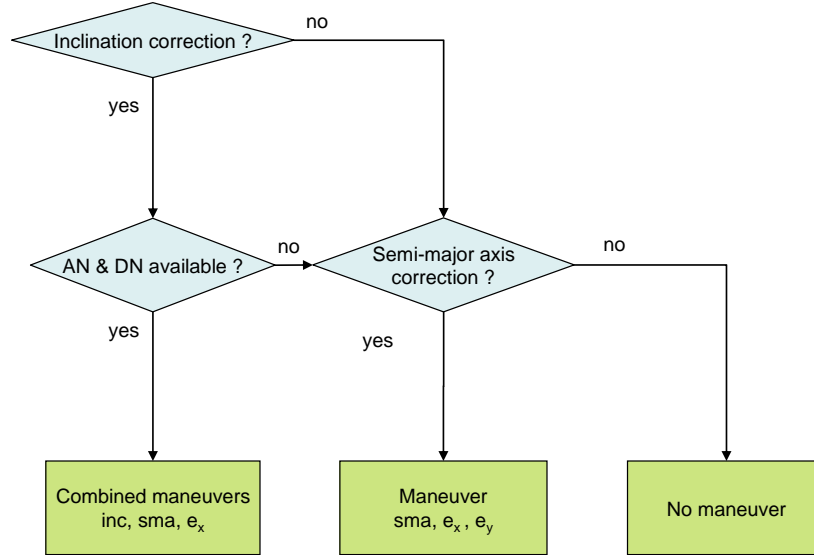 Inclination correction ?
no
yes
AN & DN available ?
no
Semi-major axis
correction ?
no
yes
yes
Combined maneuvers
inc, sma, eₓ
Maneuver
sma, eₓ , e_y
No maneuver